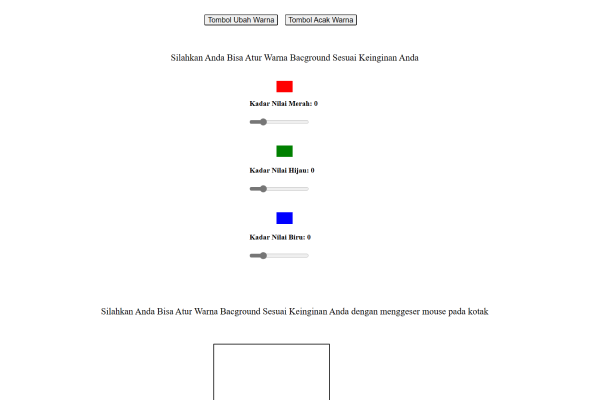 Tombol Ubah Warna Tombol Acak Warna
Silahkan Anda Bisa Atur Warna Bacground Sesuai Keinginan Anda
Kadar Nilai Merah: 0
Kadar Nilai Hijau: 0
Kadar Nilai Biru: 0
Silahkan Anda Bisa Atur Warna Bacground Sesuai Keinginan Anda dengan menggeser mouse pada kotak